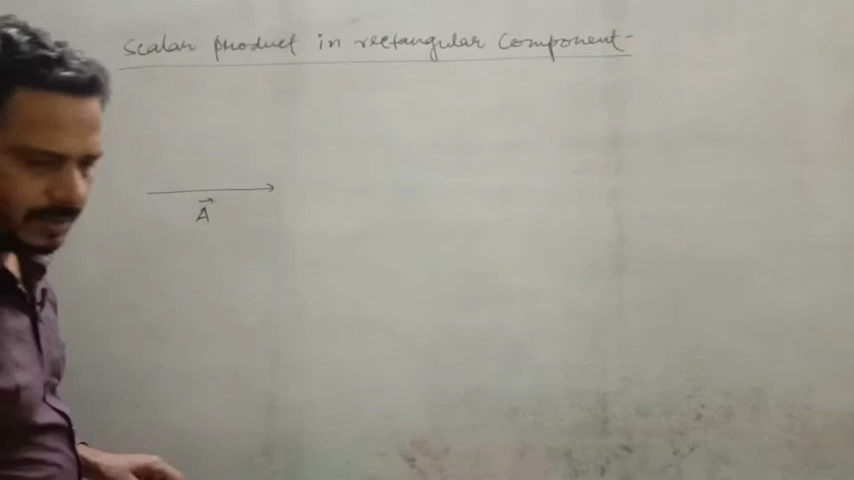 Scalar product in rectangular component-
A⃗